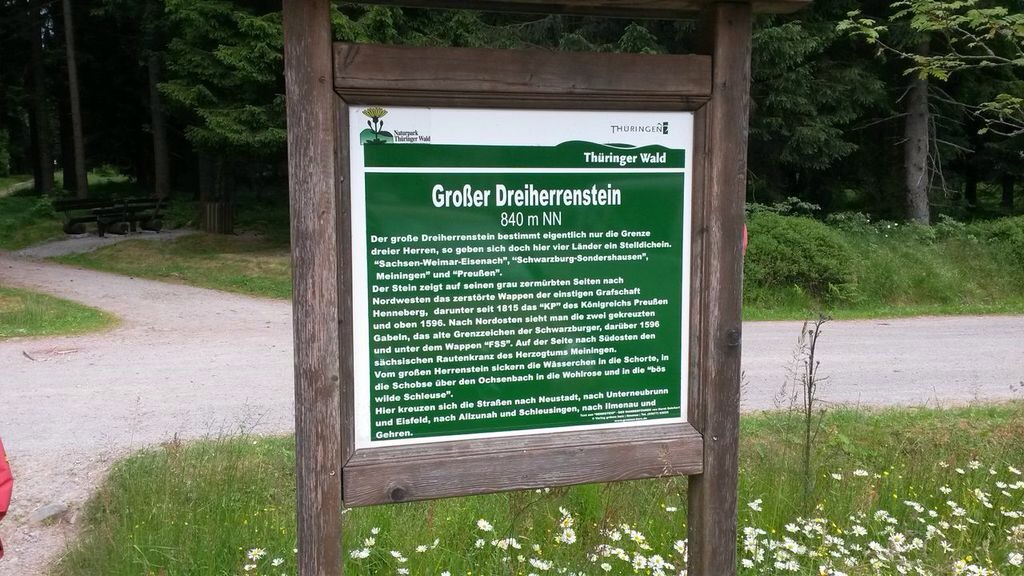 Naturpark
Thüringer Wald
THÜRINGEN
Thüringer Wald
Großer Dreiherrenstein
840 m NN
Der große Dreiherrenstein bestimmt eigentlich nur die Grenze
dreier Herren, so geben sich doch hier vier Länder ein Stelldichein.
"Sachsen-Weimar-Eisenach", "Schwarzburg-Sondershausen",
Meiningen" und "Preußen".
Der Stein zeigt auf seinen grau zermürbten Seiten nach
Nordwesten das zerstörte Wappen der einstigen Grafschaft
Henneberg, darunter seit 1815 das "KP" des Königreichs Preußen
und oben 1596. Nach Nordosten sieht man die zwei gekreuzten
Gabeln, das alte Grenzzeichen der Schwarzburger, darüber 1596
und unter dem Wappen "FSS". Auf der Seite nach Südosten den
sächsischen Rautenkranz des Herzogtums Meiningen.
Vom großen Herrenstein sickern die Wässerchen in die Schorte, in
die Schobse über den Ochsenbach in die Wohlrose und in die "bös
wilde Schleuse".
Hier kreuzen sich die Straßen nach Neustadt, nach Unterneubrunn
und Eisfeld, nach Allzunah und Schleusingen, nach Ilmenau und
Gehren.